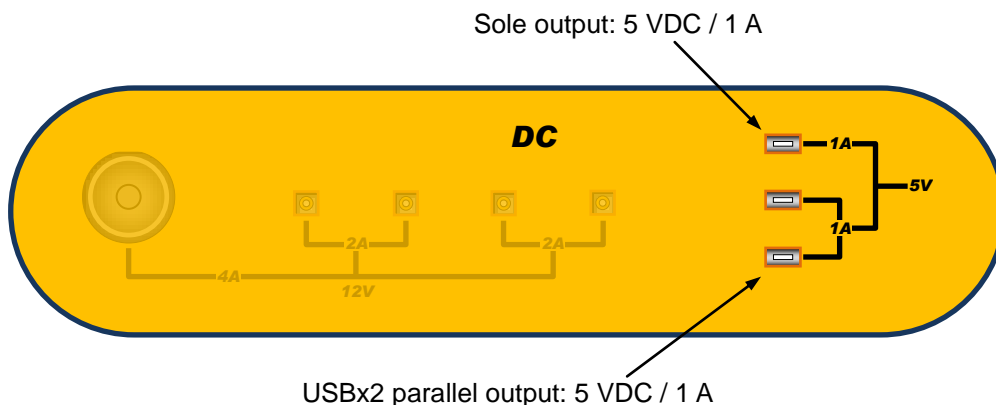 Sole output: 5 VDC / 1 A
DC
1A
5V
1A
2A
2A
4A
12V
USBx2 parallel output: 5 VDC / 1 A